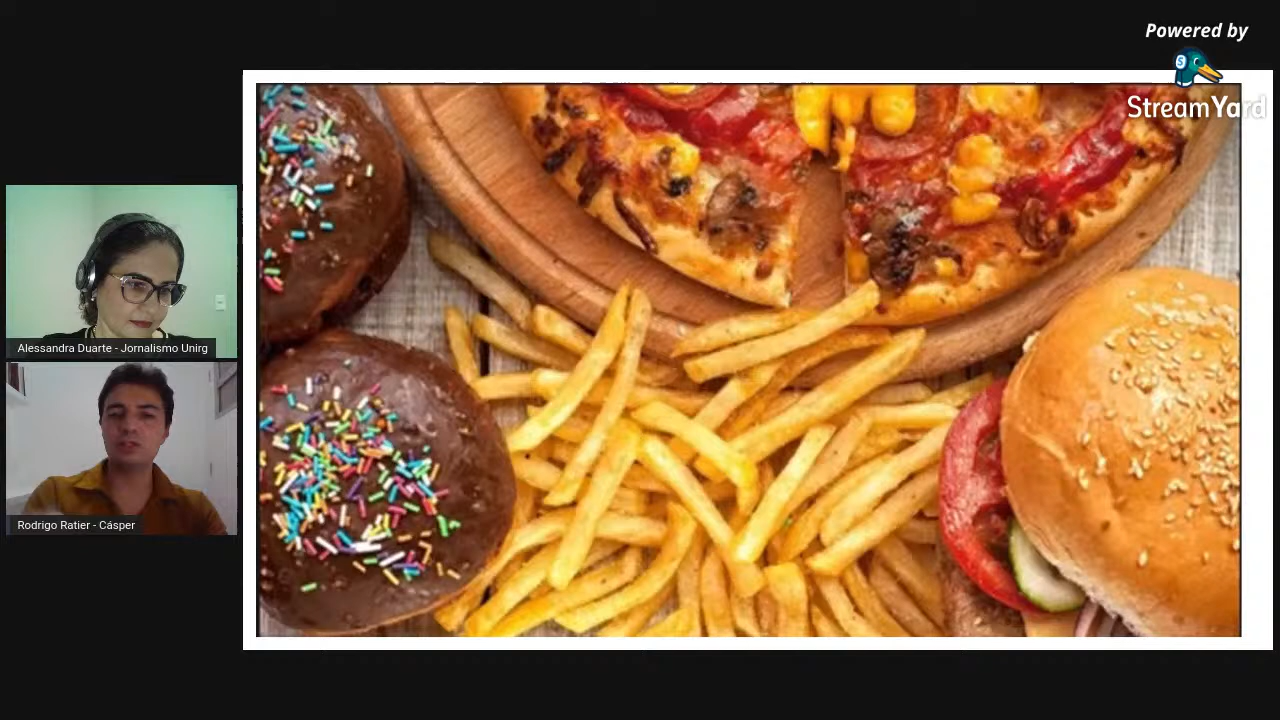 Powered by
StreamYard
Alessandra Duarte - Jornalismo Unirg
Rodrigo Ratier - Cásper